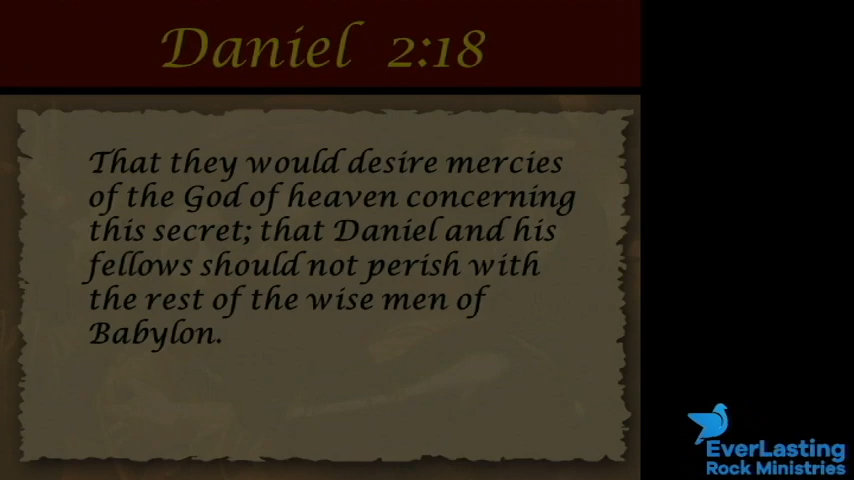 Daniel 2:18
That they would desire mercies
of the God of heaven concerning
this secret; that Daniel and his
fellows should not perish with
the rest of the wise men of
Babylon.
EverLasting
Rock Ministries